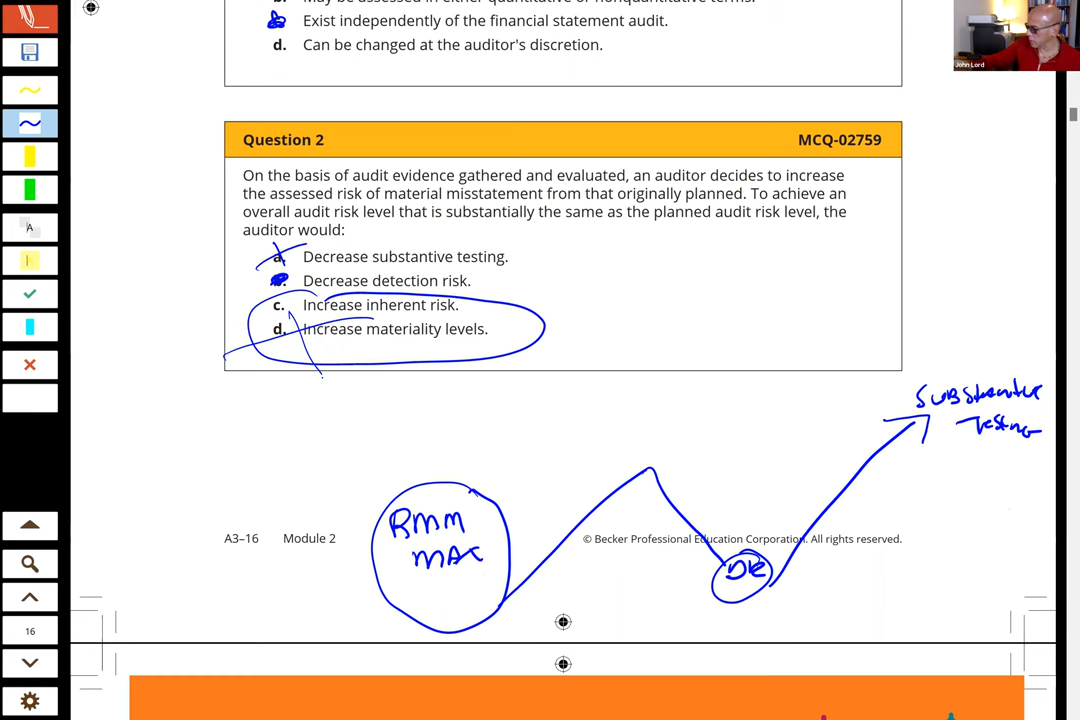 Exist independently of the financial statement audit.
d. Can be changed at the auditor's discretion.
John Lord
Question 2 MCQ-02759
On the basis of audit evidence gathered and evaluated, an auditor decides to increase
the assessed risk of material misstatement from that originally planned. To achieve an
overall audit risk level that is substantially the same as the planned audit risk level, the
auditor would:
a. Decrease substantive testing.
Decrease detection risk.
c. Increase inherent risk.
d. Increase materiality levels.
Substantive
Testing
RMM
DR
A3–16 Module 2 © Becker Professional Education Corporation. All rights reserved.
A
16